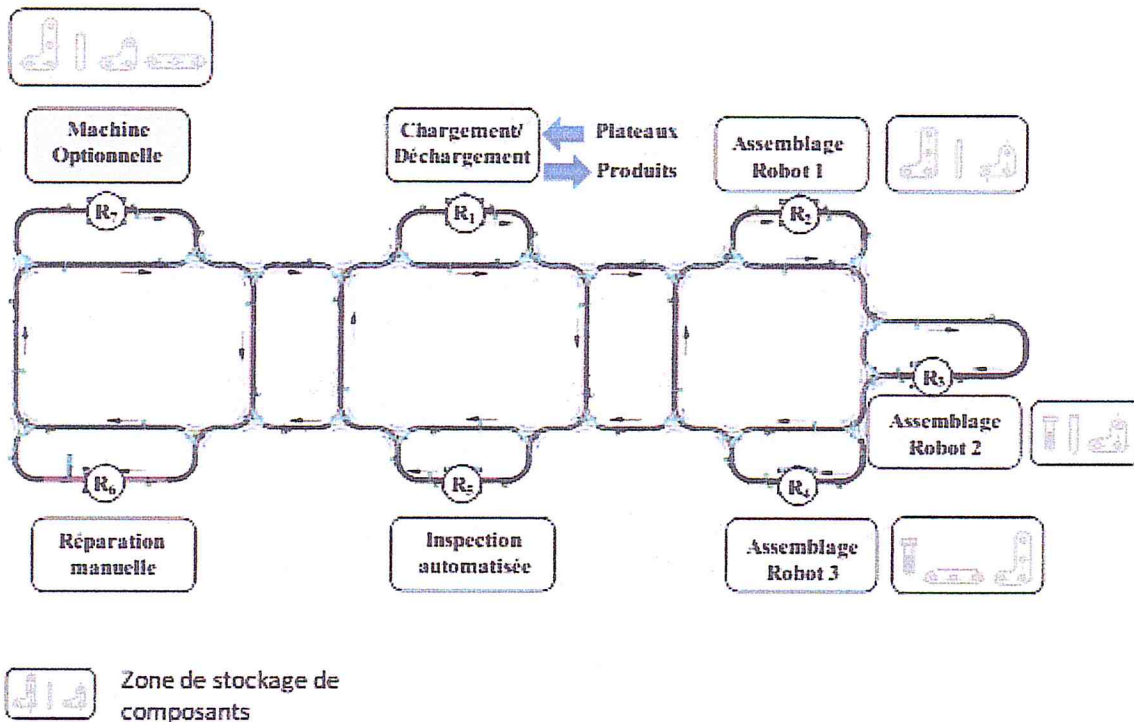 Machine
Optionnelle
Chargement/
Déchargement
Plateaux
Produits
Assemblage
Robot 1
R7
R1
R2
R3
Assemblage
Robot 2
R6
R5
R4
Réparation
manuelle
Inspection
automatisée
Assemblage
Robot 3
Zone de stockage de
composants